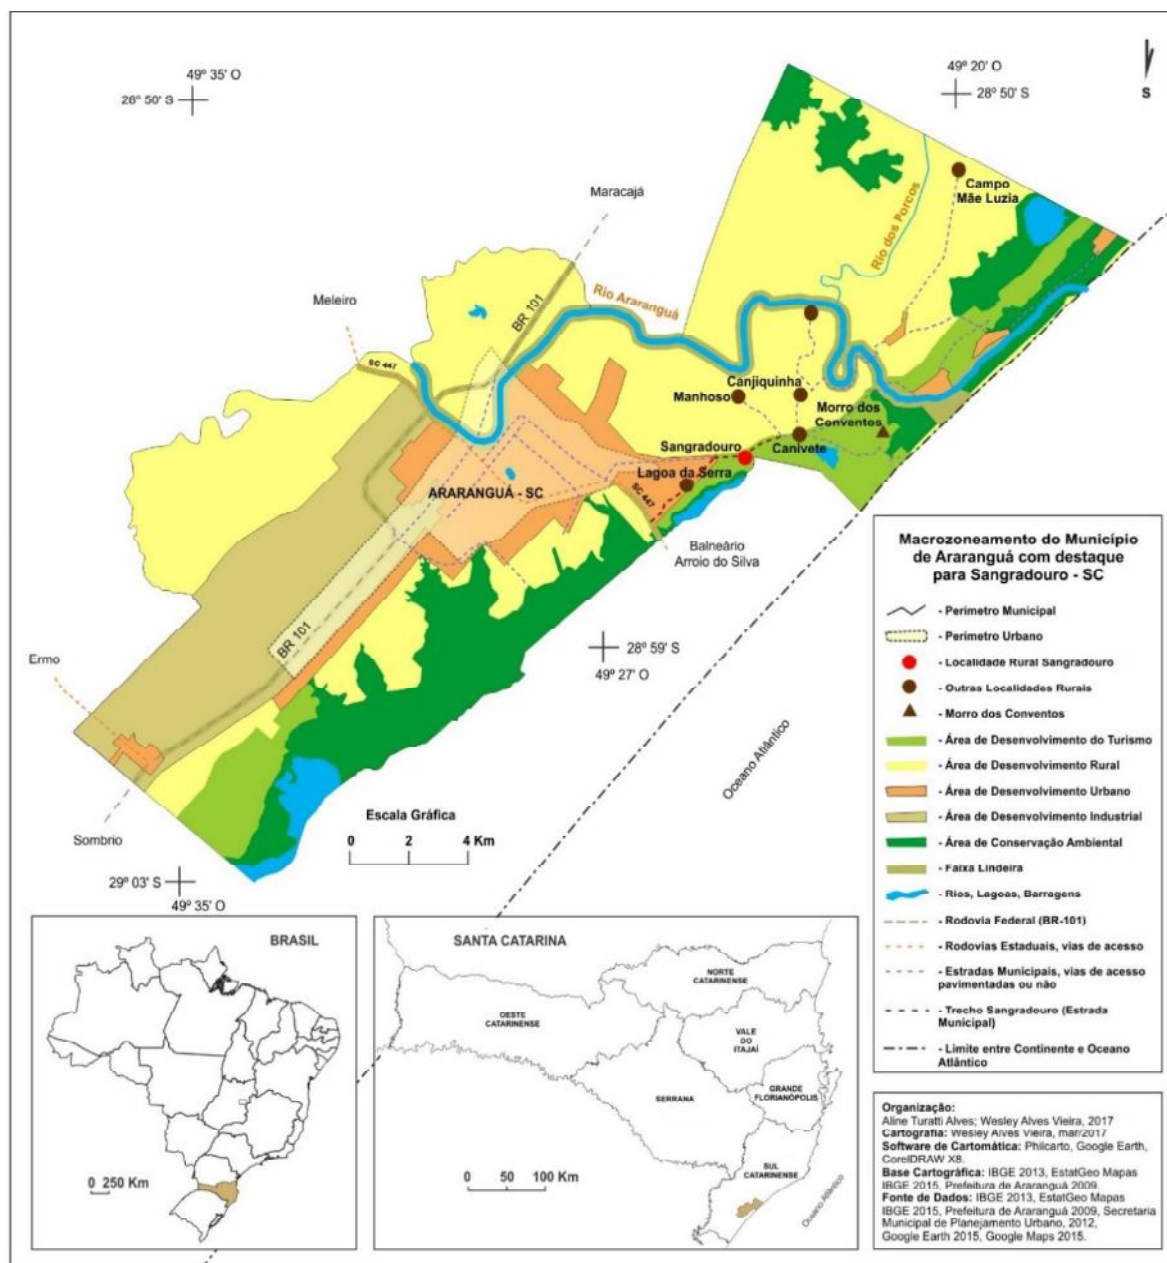 49º 35' O
28º 50' S
49º 20' O
28º 50' S
S
Maracajá
Campo
Mãe Luzia
Rio dos Porcos
Meleiro
BR 101
Rio Araranguá
SC 447
Canjiquinha
Manhoso
Morro dos
Conventos
Sangradouro
Canivete
Lagoa da Serra
ARARANGUÁ - SC
SC 447
Balneário
Arroio do Silva
BR 101
Ermo
28º 59' S
49º 27' O
Oceano Atlântico
Sombrio
Escala Gráfica
0 2 4 Km
29º 03' S
49º 35' O
Macrozoneamento do Município
de Araranguá com destaque
para Sangradouro - SC
- Perímetro Municipal
- Perímetro Urbano
- Localidade Rural Sangradouro
- Outras Localidades Rurais
- Morro dos Conventos
- Área de Desenvolvimento do Turismo
- Área de Desenvolvimento Rural
- Área de Desenvolvimento Urbano
- Área de Desenvolvimento Industrial
- Área de Conservação Ambiental
- Faixa Lindeira
- Rios, Lagoas, Barragens
- Rodovia Federal (BR-101)
- Rodovias Estaduais, vias de acesso
- Estradas Municipais, vias de acesso
pavimentadas ou não
- Trecho Sangradouro (Estrada
Municipal)
- Limite entre Continente e Oceano
Atlântico
BRASIL
0 250 Km
SANTA CATARINA
NORTE
CATARINENSE
OESTE
CATARINENSE
VALE
DO
ITAJAÍ
GRANDE
FLORIANÓPOLIS
SERRANA
SUL
CATARINENSE
0 50 100 Km
Oceano Atlântico
Organização:
Aline Turatti Alves; Wesley Alves Vieira, 2017
Cartografia: Wesley Alves Vieira, mar/2017
Software de Cartomática: Philcarto, Google Earth,
CorelDRAW X8.
Base Cartográfica: IBGE 2013, EstatGeo Mapas
IBGE 2015, Prefeitura de Araranguá 2009.
Fonte de Dados: IBGE 2013, EstatGeo Mapas
IBGE 2015, Prefeitura de Araranguá 2009, Secretaria
Municipal de Planejamento Urbano, 2012,
Google Earth 2015, Google Maps 2015.